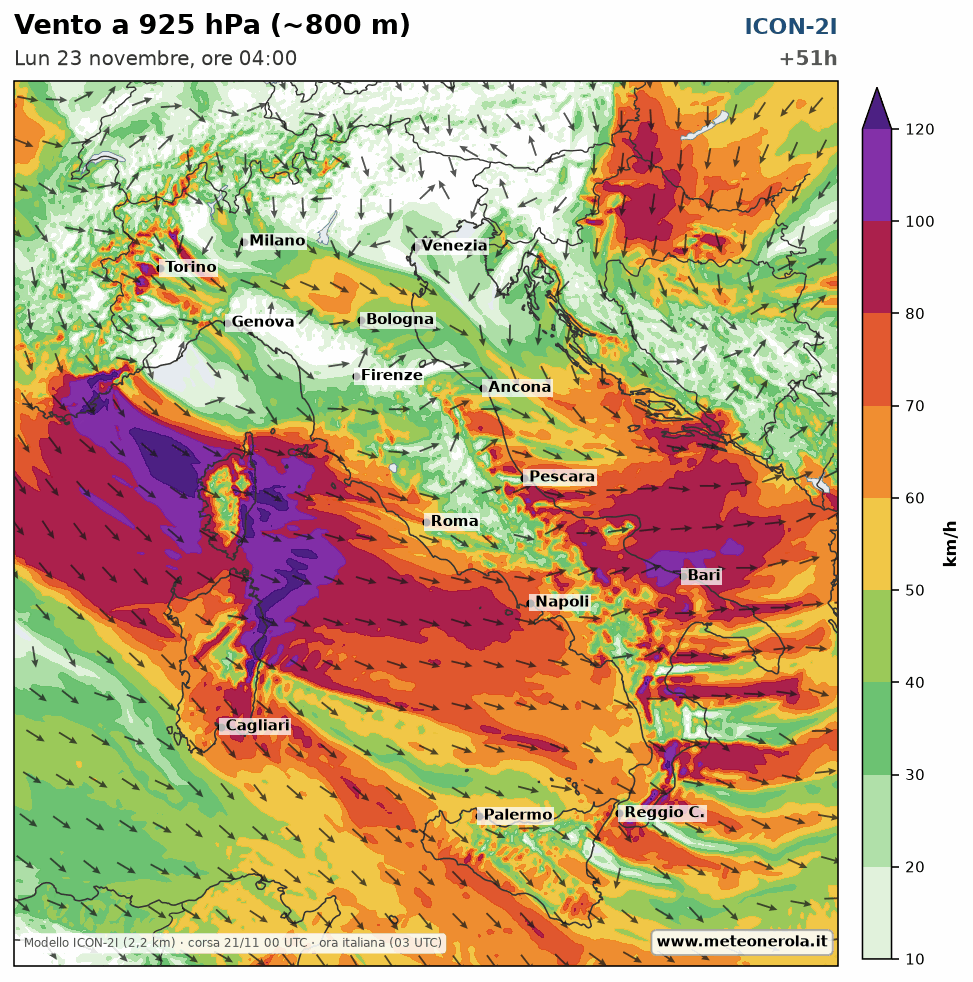 Vento a 925 hPa (~800 m)
ICON-2I
Lun 23 novembre, ore 04:00
+51h
120
100
80
70
60
50
40
30
20
10
km/h
Milano
Venezia
Torino
Genova
Bologna
Firenze
Ancona
Pescara
Roma
Bari
Napoli
Cagliari
Palermo
Reggio C.
Modello ICON-2I (2,2 km) · corsa 21/11 00 UTC · ora italiana (03 UTC)
www.meteonerola.it